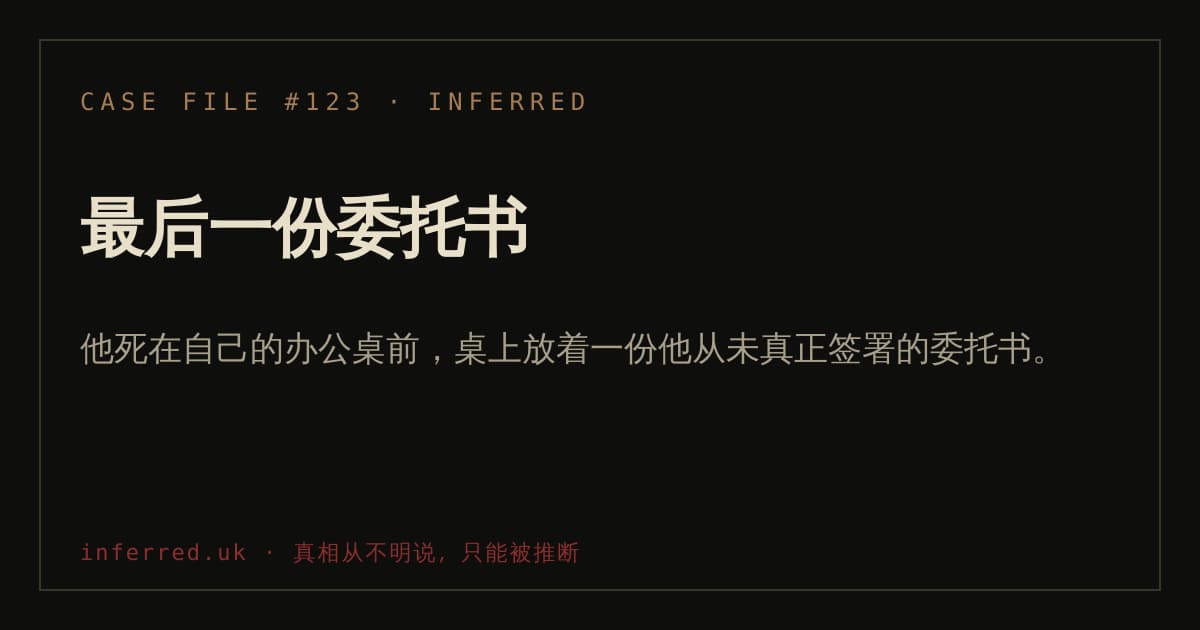 CASE FILE #123 · INFERRED
最后一份委托书
他死在自己的办公桌前，桌上放着一份他从未真正签署的委托书。
inferred.uk · 真相从不明说，只能被推断